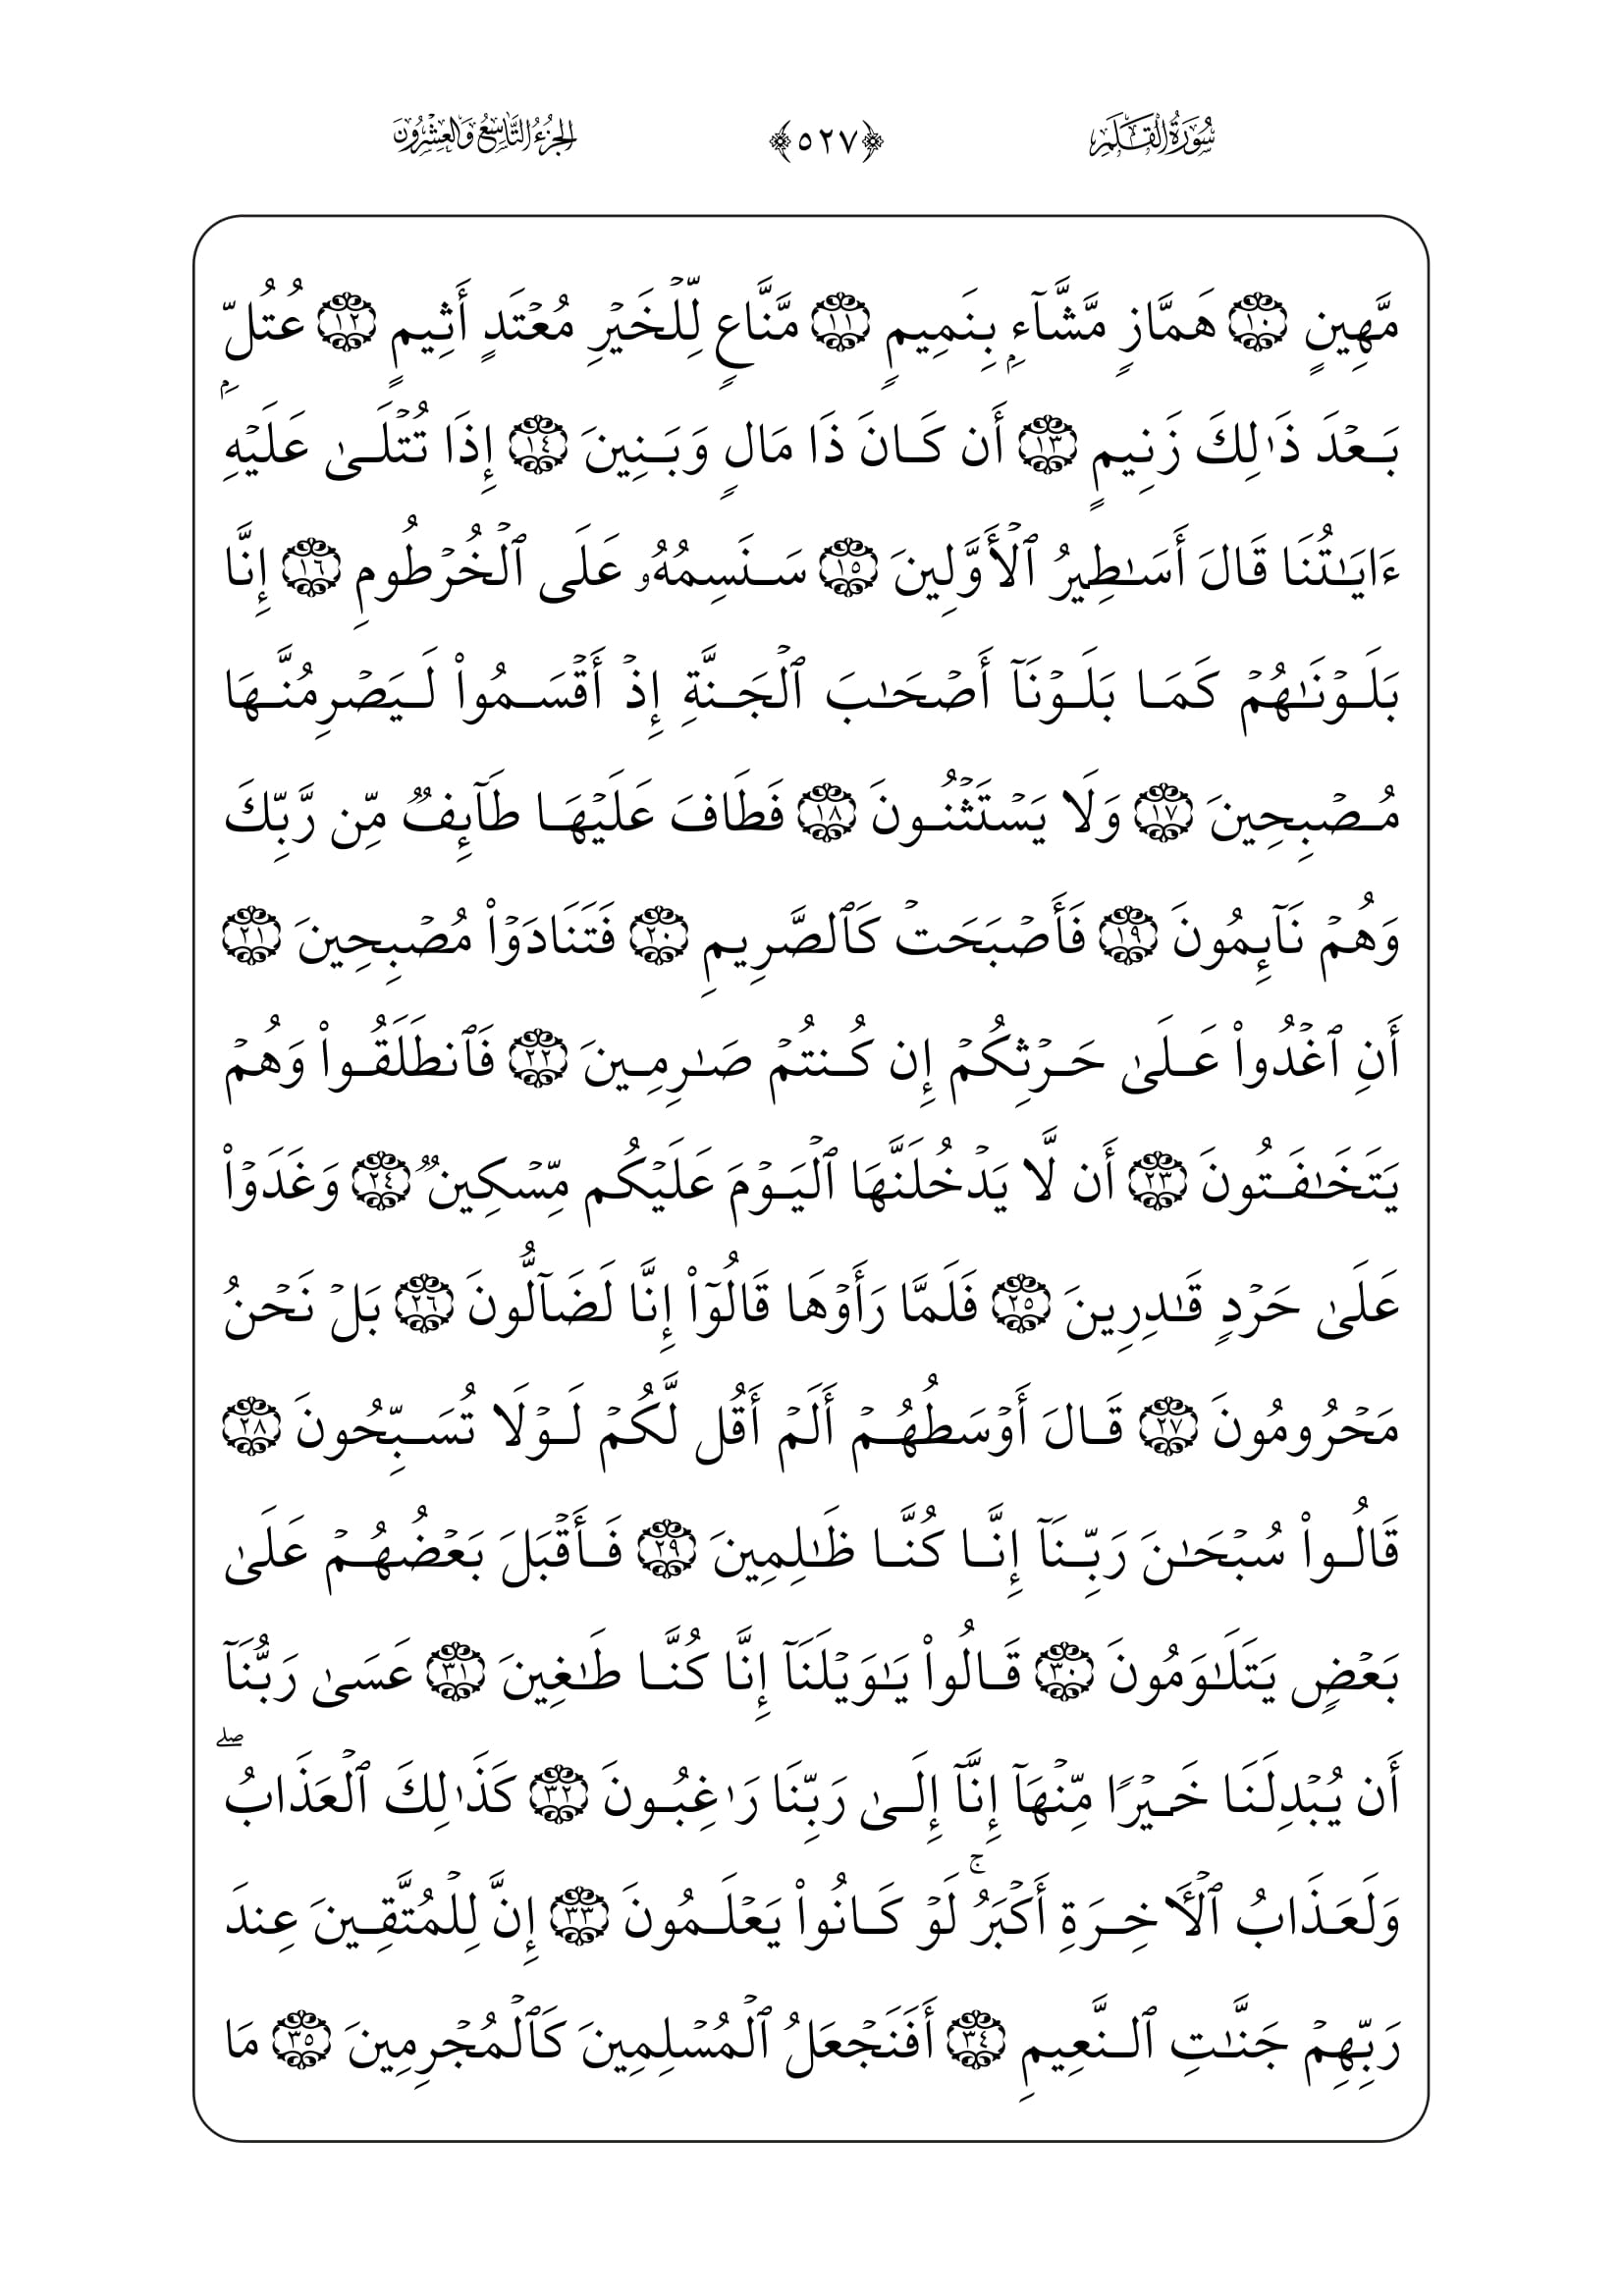 سُورَةُ القَلَمِ ﴿٥٢٧﴾ الجُزْءُ التَّاسِعُ وَالعِشْرُونَ
مَّهِينٍ ١٠ هَمَّازٖ مَّشَّآءِۭ بِنَمِيمٖ ١١ مَّنَّاعٖ لِّلۡخَيۡرِ مُعۡتَدٍ أَثِيمٍ ١٢ عُتُلِّۭ
بَعۡدَ ذَٰلِكَ زَنِيمٍ ١٣ أَن كَانَ ذَا مَالٖ وَبَنِينَ ١٤ إِذَا تُتۡلَىٰ عَلَيۡهِ
ءَايَٰتُنَا قَالَ أَسَٰطِيرُ ٱلۡأَوَّلِينَ ١٥ سَنَسِمُهُۥ عَلَى ٱلۡخُرۡطُومِ ١٦ إِنَّا
بَلَوۡنَٰهُمۡ كَمَا بَلَوۡنَآ أَصۡحَٰبَ ٱلۡجَنَّةِ إِذۡ أَقۡسَمُواْ لَيَصۡرِمُنَّهَا
مُصۡبِحِينَ ١٧ وَلَا يَسۡتَثۡنُونَ ١٨ فَطَافَ عَلَيۡهَا طَآئِفٞ مِّن رَّبِّكَ
وَهُمۡ نَآئِمُونَ ١٩ فَأَصۡبَحَتۡ كَٱلصَّرِيمِ ٢٠ فَتَنَادَوۡاْ مُصۡبِحِينَ ٢١
أَنِ ٱغۡدُواْ عَلَىٰ حَرۡثِكُمۡ إِن كُنتُمۡ صَٰرِمِينَ ٢٢ فَٱنطَلَقُواْ وَهُمۡ
يَتَخَٰفَتُونَ ٢٣ أَن لَّا يَدۡخُلَنَّهَا ٱلۡيَوۡمَ عَلَيۡكُم مِّسۡكِينٞ ٢٤ وَغَدَوۡاْ
عَلَىٰ حَرۡدٖ قَٰدِرِينَ ٢٥ فَلَمَّا رَأَوۡهَا قَالُوٓاْ إِنَّا لَضَآلُّونَ ٢٦ بَلۡ نَحۡنُ
مَحۡرُومُونَ ٢٧ قَالَ أَوۡسَطُهُمۡ أَلَمۡ أَقُل لَّكُمۡ لَوۡلَا تُسَبِّحُونَ ٢٨
قَالُواْ سُبۡحَٰنَ رَبِّنَآ إِنَّا كُنَّا ظَٰلِمِينَ ٢٩ فَأَقۡبَلَ بَعۡضُهُمۡ عَلَىٰ
بَعۡضٖ يَتَلَٰوَمُونَ ٣٠ قَالُواْ يَٰوَيۡلَنَآ إِنَّا كُنَّا طَٰغِينَ ٣١ عَسَىٰ رَبُّنَآ
أَن يُبۡدِلَنَا خَيۡرٗا مِّنۡهَآ إِنَّآ إِلَىٰ رَبِّنَا رَٰغِبُونَ ٣٢ كَذَٰلِكَ ٱلۡعَذَابُۖ
وَلَعَذَابُ ٱلۡأٓخِرَةِ أَكۡبَرُۚ لَوۡ كَانُواْ يَعۡلَمُونَ ٣٣ إِنَّ لِلۡمُتَّقِينَ عِندَ
رَبِّهِمۡ جَنَّٰتِ ٱلنَّعِيمِ ٣٤ أَفَنَجۡعَلُ ٱلۡمُسۡلِمِينَ كَٱلۡمُجۡرِمِينَ ٣٥ مَا